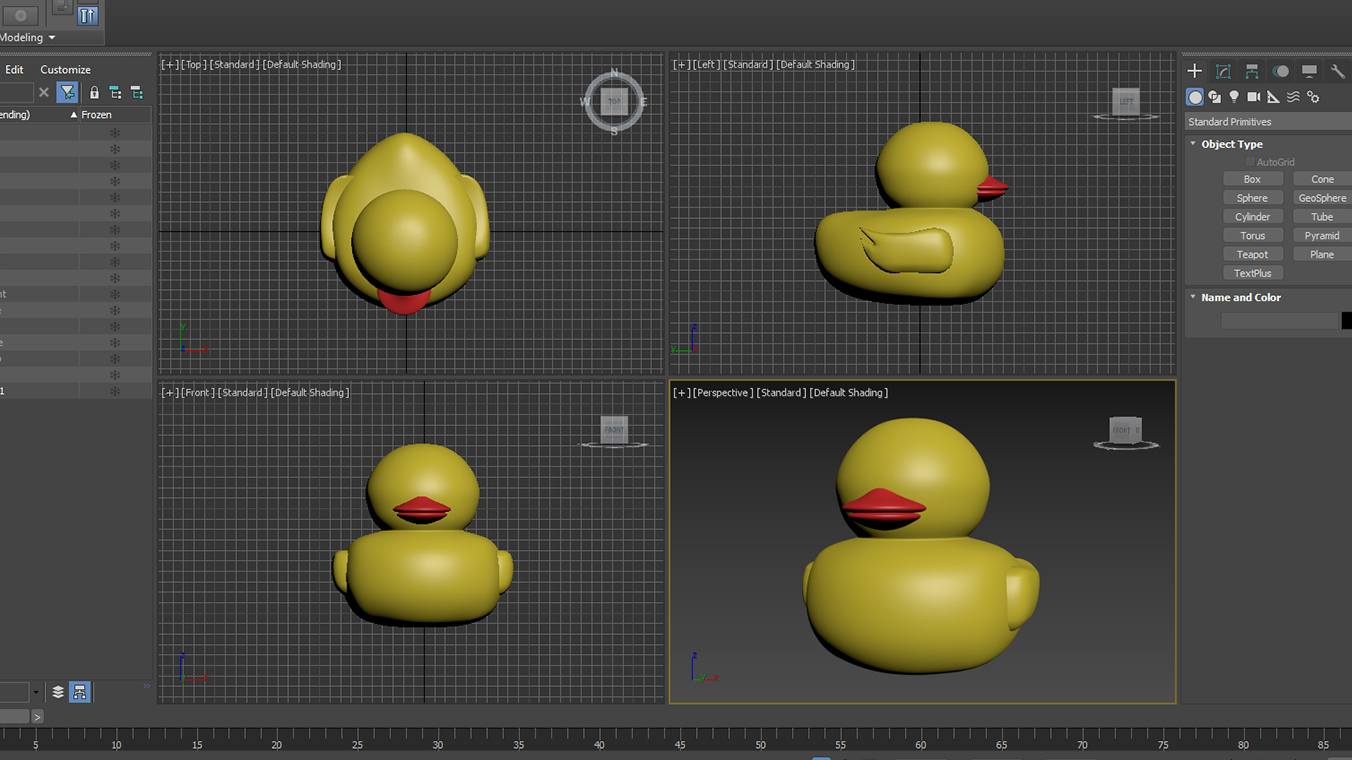 Modeling
Edit Customize
ending) ▲ Frozen
nt
e
1
[+] [Top] [Standard] [Default Shading]
N
W TOP E
S
y
x
[+] [Left] [Standard] [Default Shading]
LEFT
z
y
[+] [Front] [Standard] [Default Shading]
FRONT
z
x
[+] [Perspective] [Standard] [Default Shading]
FRONT
z
y x
Standard Primitives
Object Type
AutoGrid
Box Cone
Sphere GeoSphere
Cylinder Tube
Torus Pyramid
Teapot Plane
TextPlus
Name and Color
>
5 10 15 20 25 30 35 40 45 50 55 60 65 70 75 80 85